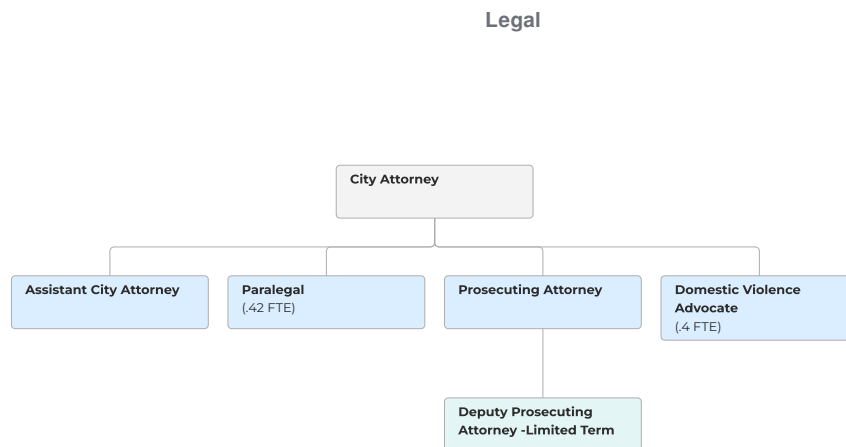 Legal
City Attorney
Assistant City Attorney
Paralegal
(.42 FTE)
Prosecuting Attorney
Domestic Violence
Advocate
(.4 FTE)
Deputy Prosecuting
Attorney -Limited Term